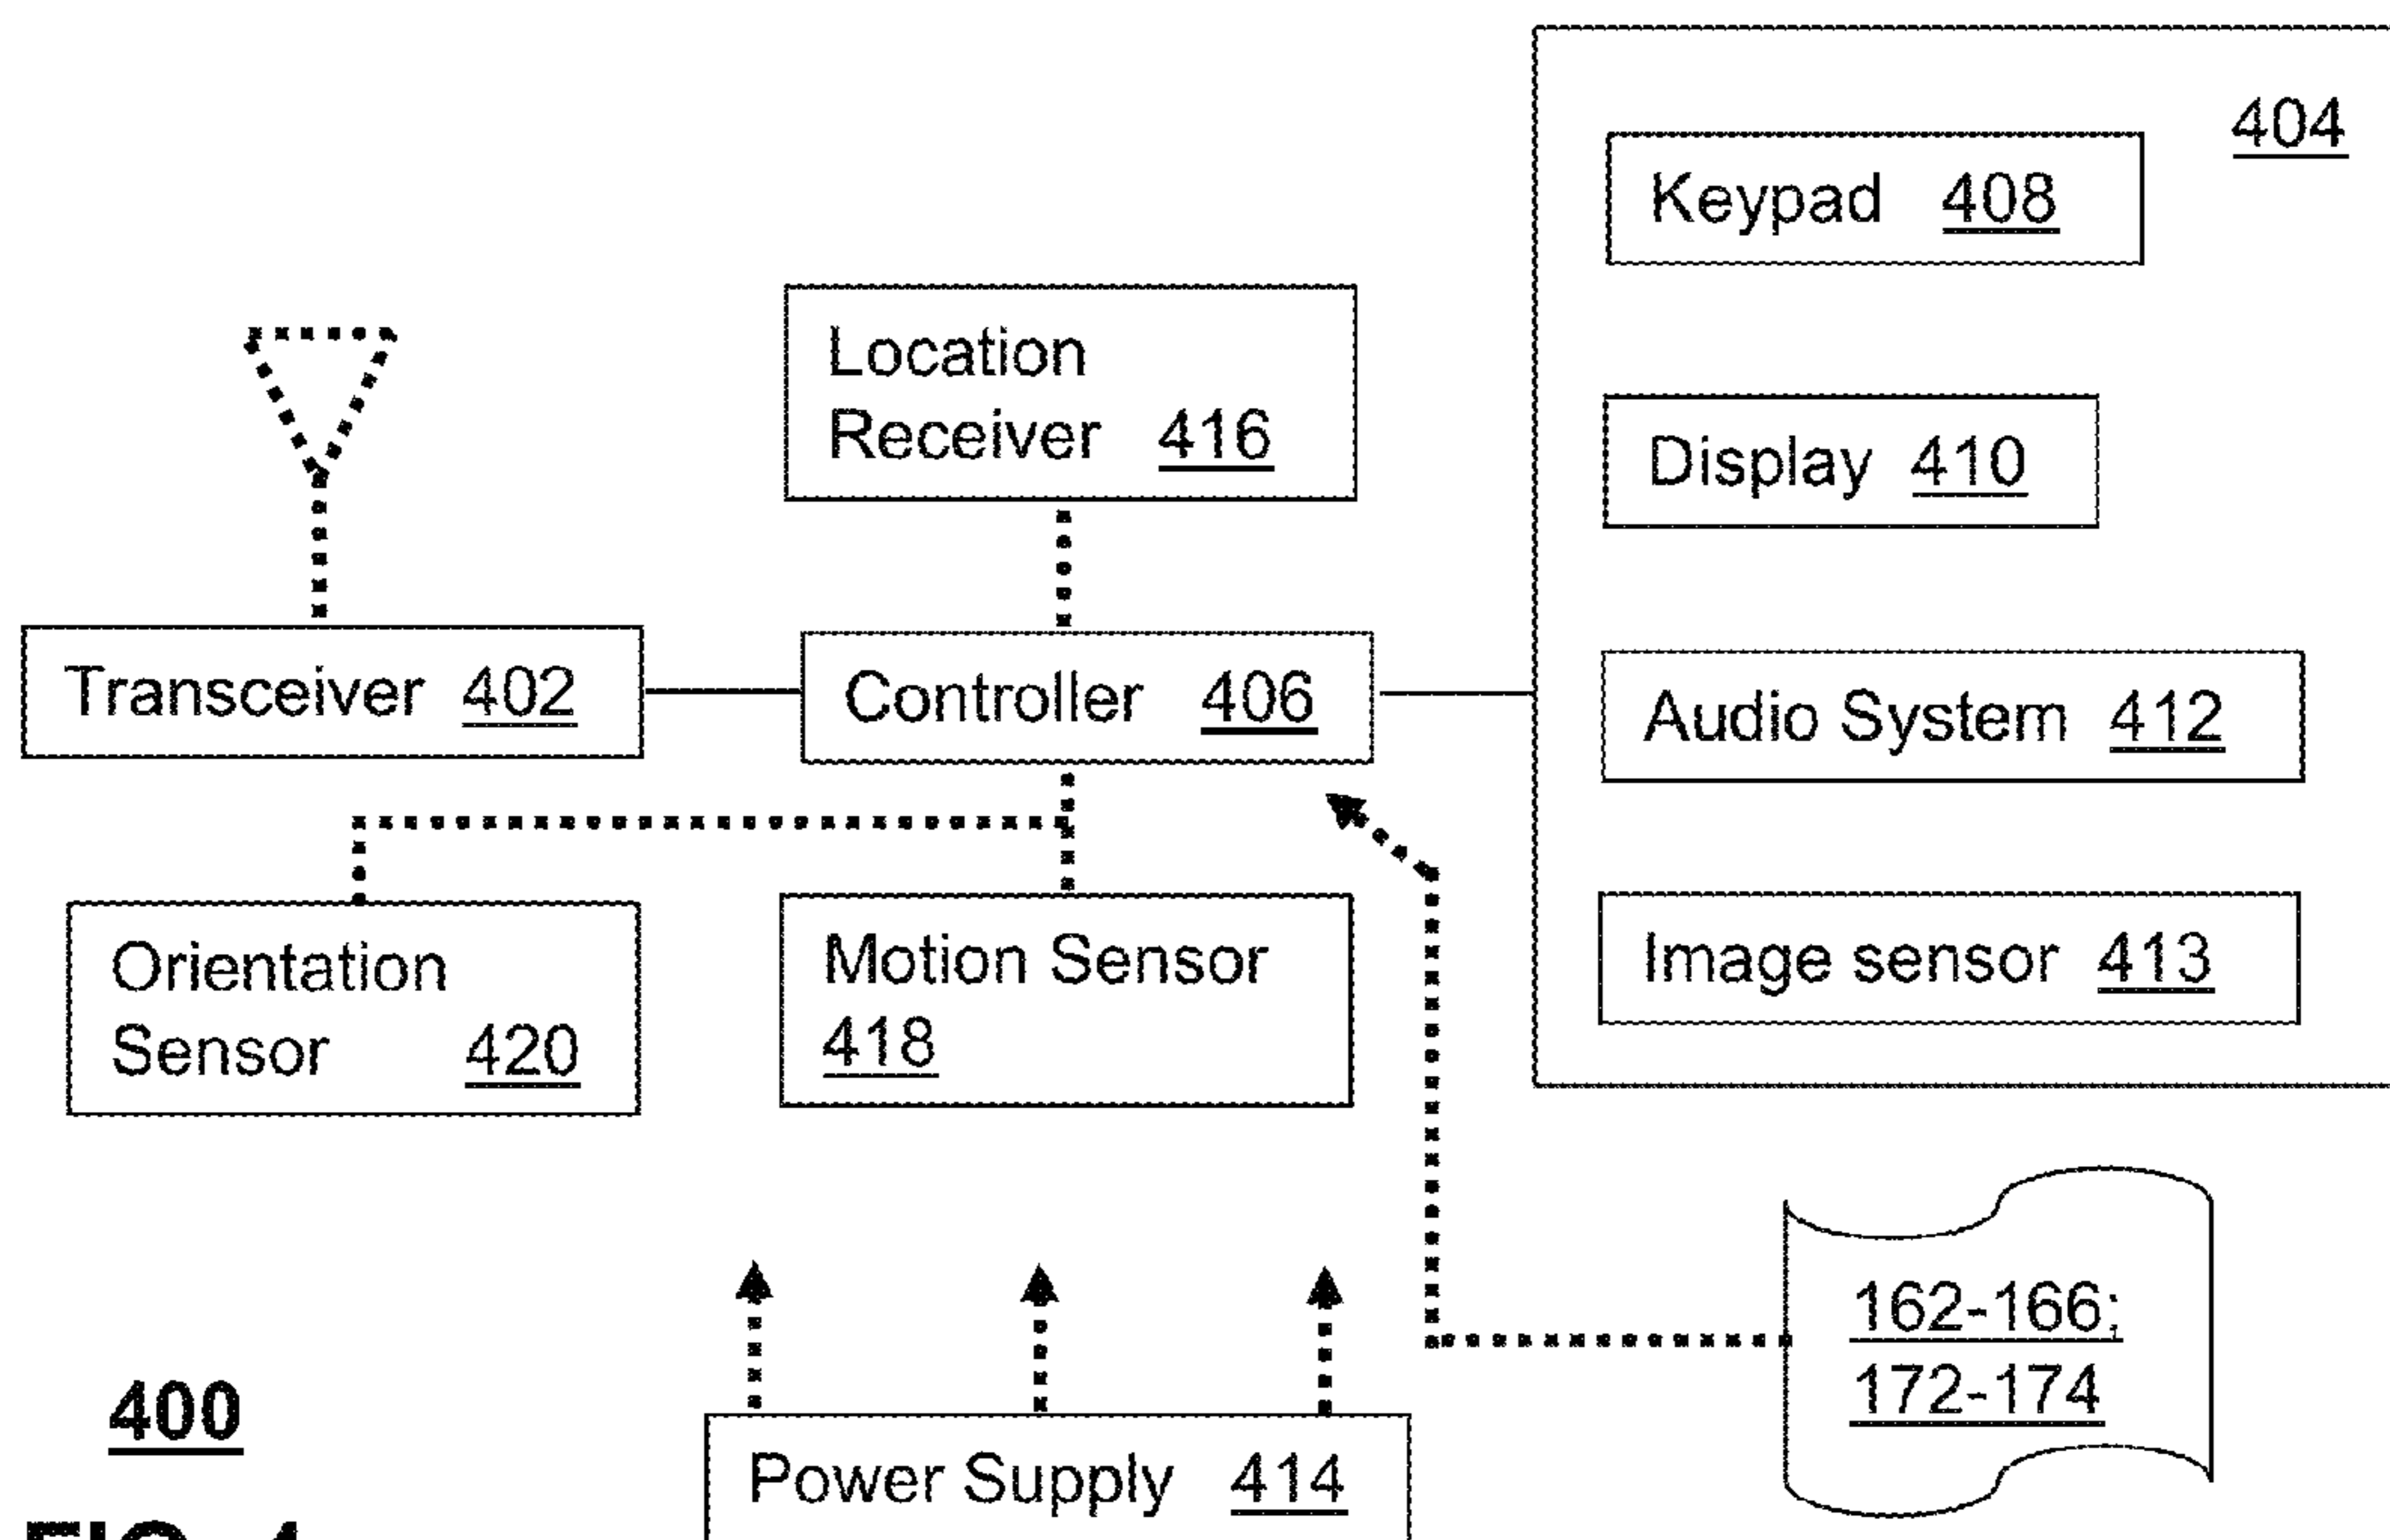 404
Keypad 408
Location
Receiver 416
Display 410
Transceiver 402
Controller 406
Audio System 412
Orientation
Sensor 420
Motion Sensor
418
Image sensor 413
162-166;
172-174
400
Power Supply 414